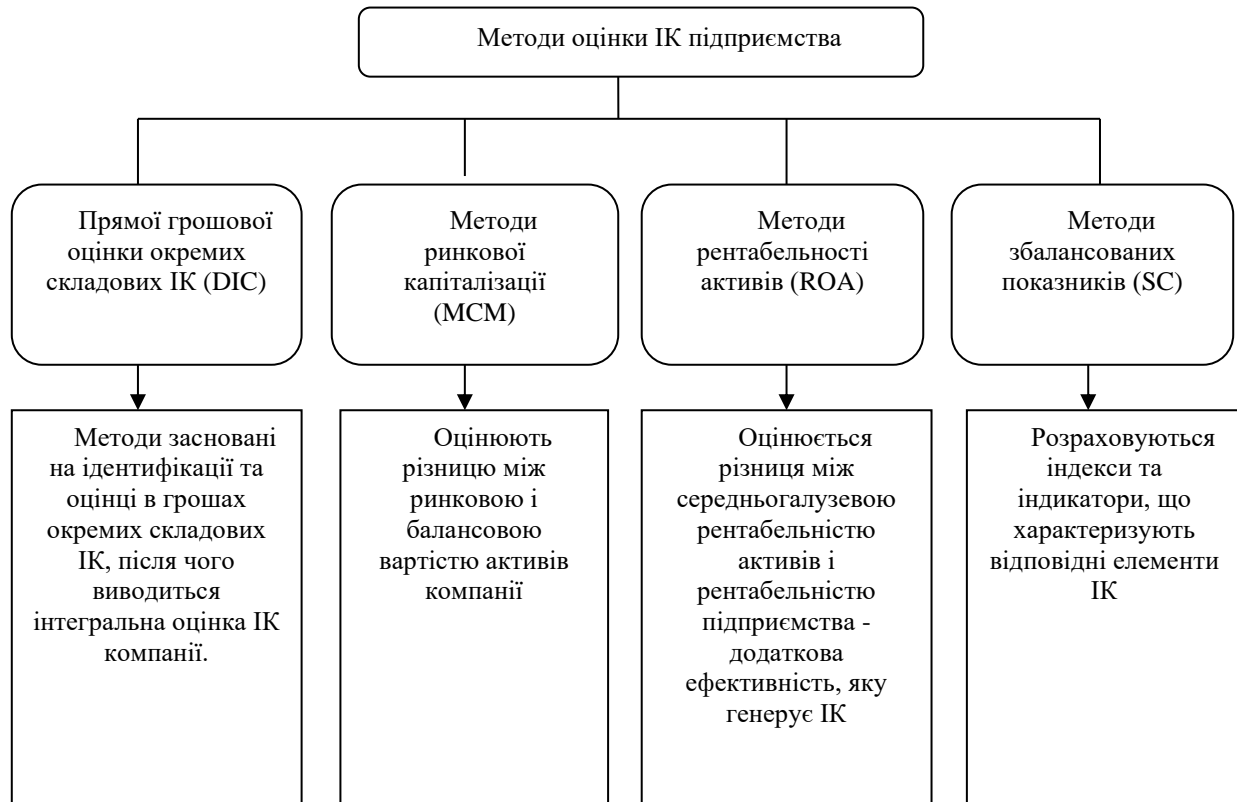 Методи оцінки ІК підприємства
Прямої грошової
оцінки окремих
складових ІК (DIC)
Методи
ринкової
капіталізації
(MCM)
Методи
рентабельності
активів (ROA)
Методи
збалансованих
показників (SC)
Методи засновані
на ідентифікації та
оцінці в грошах
окремих складових
ІК, після чого
виводиться
інтегральна оцінка ІК
компанії.
Оцінюють
різницю між
ринковою і
балансовою
вартістю активів
компанії
Оцінюється
різниця між
середньогалузевою
рентабельністю
активів і
рентабельністю
підприємства -
додаткова
ефективність, яку
генерує ІК
Розраховуються
індекси та
індикатори, що
характеризують
відповідні елементи
ІК